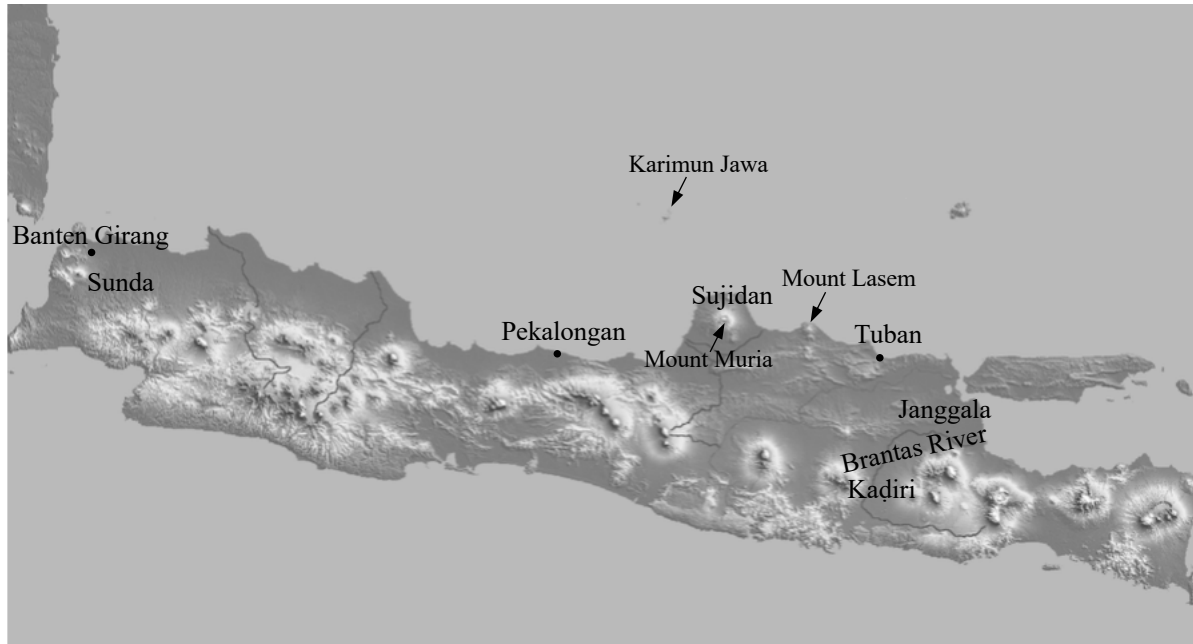 Karimun Jawa
Banten Girang
Sunda
Mount Lasem
Sujidan
Pekalongan
Tuban
Mount Muria
Janggala
Brantas River
Kaḍiri